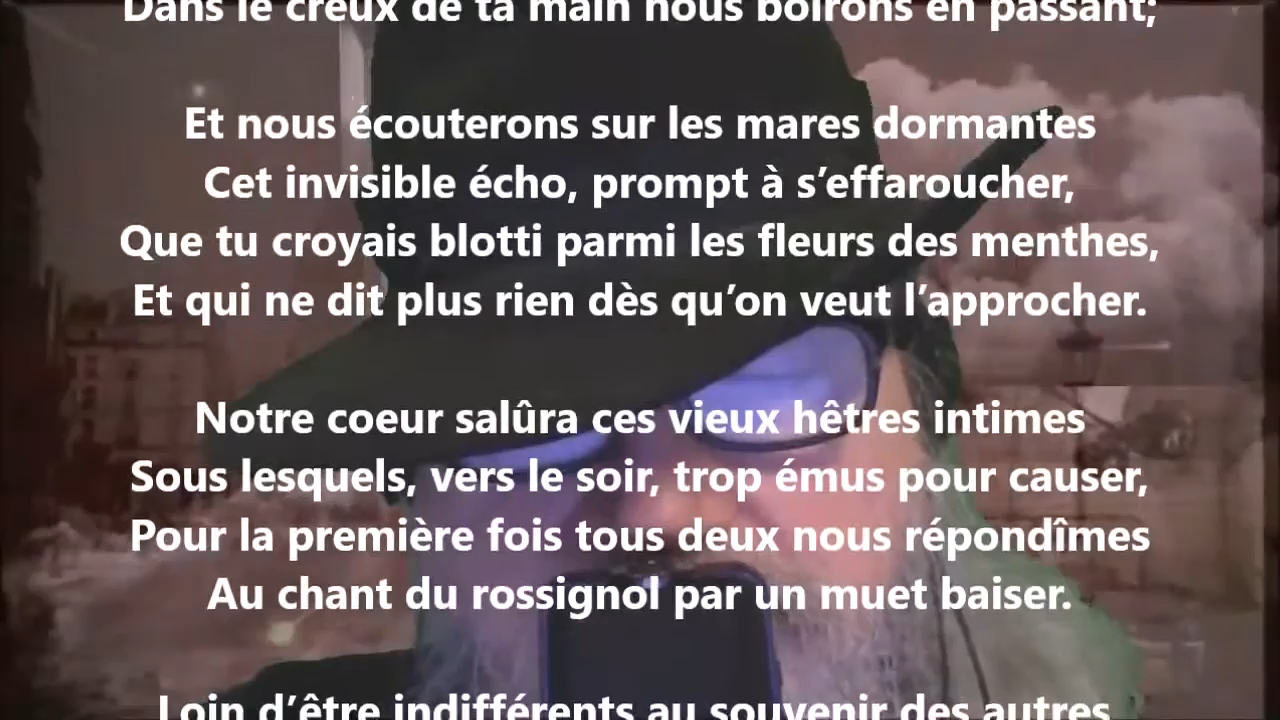 Dans le creux de ta main nous boirons en passant;
Et nous écouterons sur les mares dormantes
Cet invisible écho, prompt à s’effaroucher,
Que tu croyais blotti parmi les fleurs des menthes,
Et qui ne dit plus rien dès qu’on veut l’approcher.
Notre coeur salûra ces vieux hêtres intimes
Sous lesquels, vers le soir, trop émus pour causer,
Pour la première fois tous deux nous répondîmes
Au chant du rossignol par un muet baiser.
Loin d’être indifférents au souvenir des autres